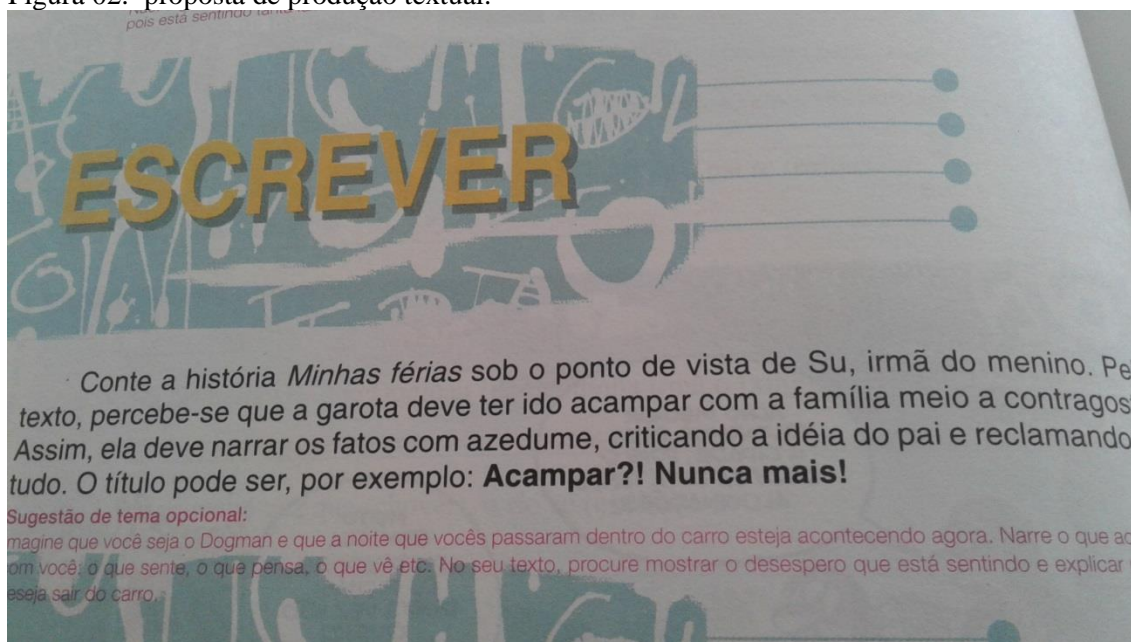 Figura 02. proposta de produção textual.
pois está sentindo
ESCREVER
Conte a história Minhas férias sob o ponto de vista de Su, irmã do menino. Pe
texto, percebe-se que a garota deve ter ido acampar com a família meio a contragos
Assim, ela deve narrar os fatos com azedume, criticando a idéia do pai e reclamando
tudo. O título pode ser, por exemplo: Acampar?! Nunca mais!
Sugestão de tema opcional:
magine que você seja o Dogman e que a noite que vocês passaram dentro do carro esteja acontecendo agora. Narre o que ac
om você: o que sente, o que pensa, o que vê etc. No seu texto, procure mostrar o desespero que está sentindo e explicar
eseja sair do carro.